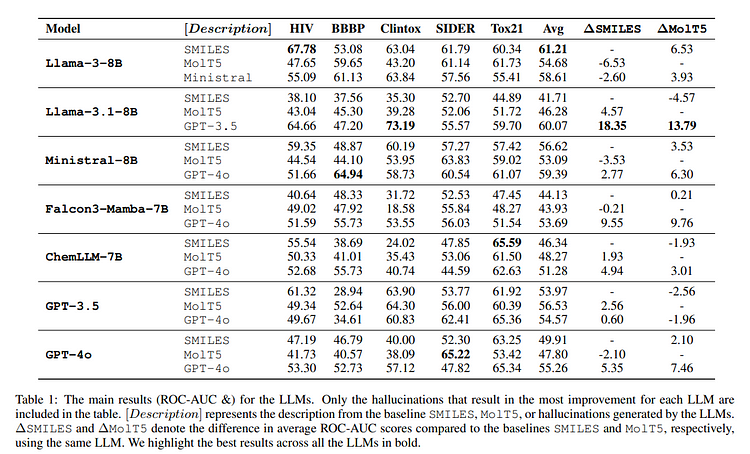 Model [Description] HIV BBBP Clintox SIDER Tox21 Avg ΔSMILES ΔMolT5
SMILES 67.78 53.08 63.04 61.79 60.34 61.21 - 6.53
Llama-3-8B MolT5 47.65 59.65 43.20 61.14 61.73 54.68 -6.53 -
Ministral 55.09 61.13 63.84 57.56 55.41 58.61 -2.60 3.93
SMILES 38.10 37.56 35.30 52.70 44.89 41.71 - -4.57
Llama-3.1-8B MolT5 43.04 45.30 39.28 52.06 51.72 46.28 4.57 -
GPT-3.5 64.66 47.20 73.19 55.57 59.70 60.07 18.35 13.79
SMILES 59.35 48.87 60.19 57.27 57.42 56.62 - 3.53
Ministral-8B MolT5 44.54 44.10 53.95 63.83 59.02 53.09 -3.53 -
GPT-4o 51.66 64.94 58.73 60.54 61.07 59.39 2.77 6.30
SMILES 40.64 48.33 31.72 52.53 47.45 44.13 - 0.21
Falcon3-Mamba-7B MolT5 49.02 47.92 18.58 55.84 48.27 43.93 -0.21 -
GPT-4o 51.59 55.73 53.55 56.03 51.54 53.69 9.55 9.76
SMILES 55.54 38.69 24.02 47.85 65.59 46.34 - -1.93
ChemLLM-7B MolT5 50.33 41.01 35.43 53.06 61.50 48.27 1.93 -
GPT-4o 52.68 55.73 40.74 44.59 62.63 51.28 4.94 3.01
SMILES 61.32 28.94 63.90 53.77 61.92 53.97 - -2.56
GPT-3.5 MolT5 49.34 52.64 64.30 56.00 60.39 56.53 2.56 -
GPT-4o 49.67 34.61 60.83 62.41 65.36 54.57 0.60 -1.96
SMILES 47.19 46.79 40.00 52.30 63.25 49.91 - 2.10
GPT-4o MolT5 41.73 40.57 38.09 65.22 53.42 47.80 -2.10 -
GPT-4o 53.30 52.73 57.12 47.82 65.34 55.26 5.35 7.46
Table 1: The main results (ROC-AUC &) for the LLMs. Only the hallucinations that result in the most improvement for each LLM are
included in the table. [Description] represents the description from the baseline SMILES, MolT5, or hallucinations generated by the LLMs.
ΔSMILES and ΔMolT5 denote the difference in average ROC-AUC scores compared to the baselines SMILES and MolT5, respectively,
using the same LLM. We highlight the best results across all the LLMs in bold.